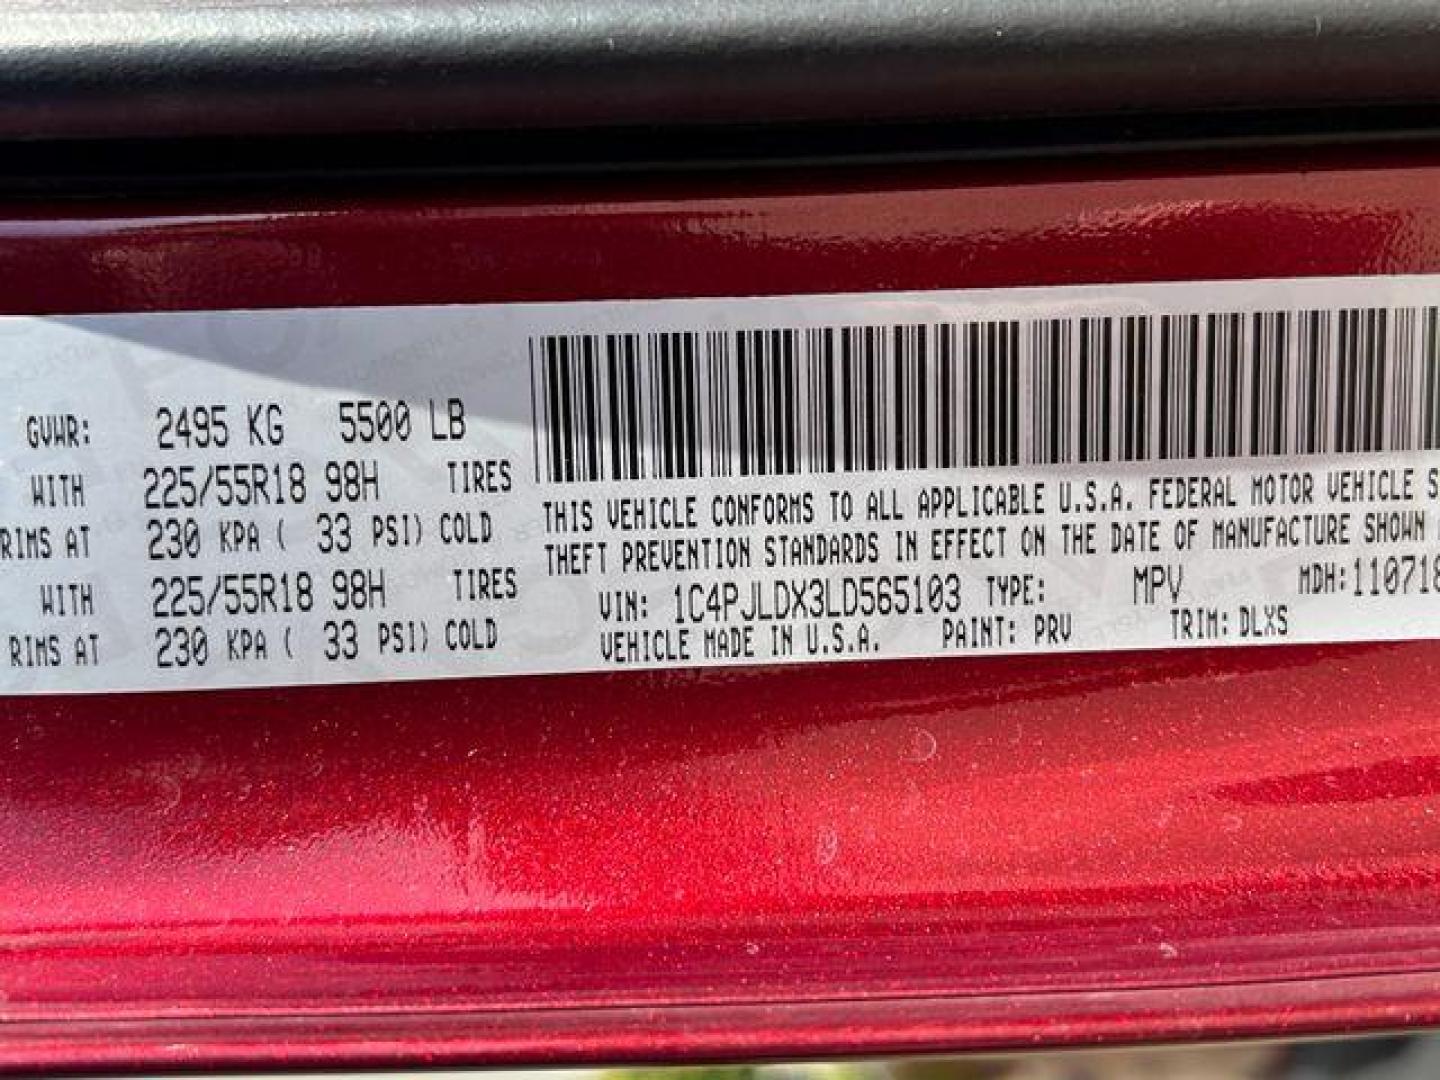 GVWR: 2495 KG 5500 LB
WITH 225/55R18 98H TIRES
RIMS AT 230 KPA ( 33 PSI) COLD
WITH 225/55R18 98H TIRES
RIMS AT 230 KPA ( 33 PSI) COLD
THIS VEHICLE CONFORMS TO ALL APPLICABLE U.S.A. FEDERAL MOTOR VEHICLE S
THEFT PREVENTION STANDARDS IN EFFECT ON THE DATE OF MANUFACTURE SHOWN
VIN: 1C4PJLDX3LD565103 TYPE: MPV MDH:110718
VEHICLE MADE IN U.S.A. PAINT: PRV TRIM: DLXS